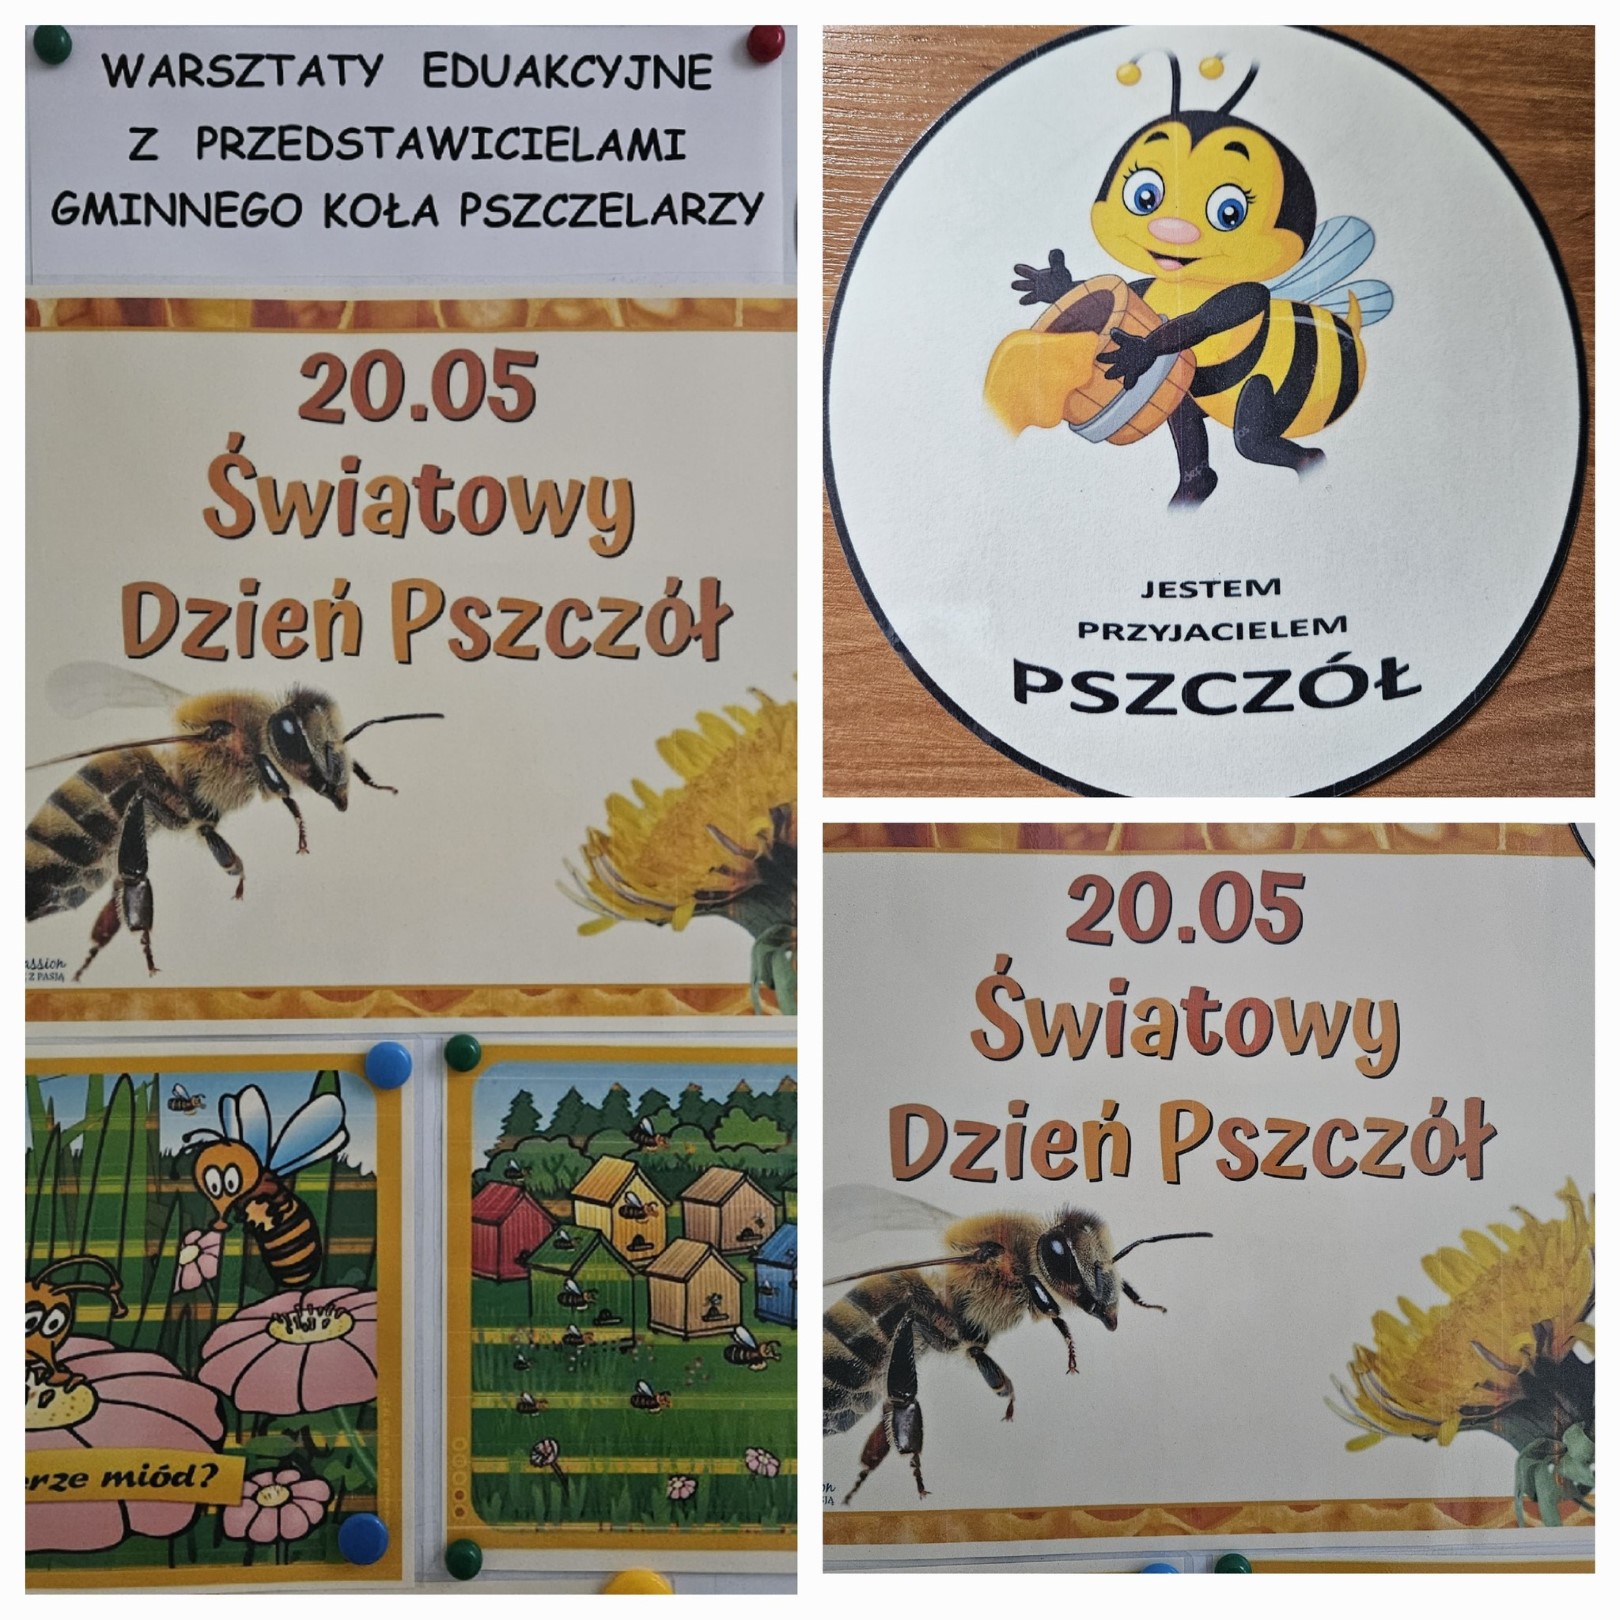 WARSZTATY EDUAKCYJNE
Z PRZEDSTAWICIELAMI
GMINNEGO KOŁA PSZCZELARZY
20.05
Światowy
Dzień Pszczół
Z PASJĄ
miód?
JESTEM
PRZYJACIELEM
PSZCZÓŁ
20.05
Światowy
Dzień Pszczół